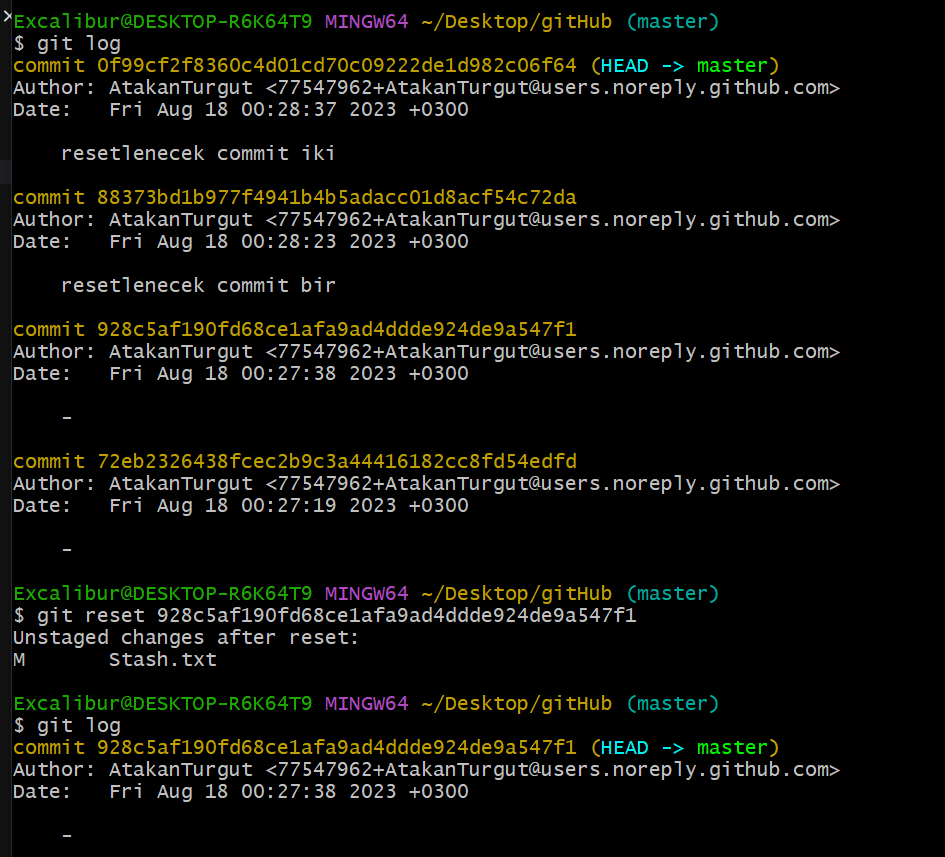 Excalibur@DESKTOP-R6K64T9 MINGW64 ~/Desktop/gitHub (master)
$ git log
commit 0f99cf2f8360c4d01cd70c09222de1d982c06f64 (HEAD -> master)
Author: AtakanTurgut <77547962+AtakanTurgut@users.noreply.github.com>
Date:   Fri Aug 18 00:28:37 2023 +0300
    resetlenecek commit iki
commit 88373bd1b977f4941b4b5adacc01d8acf54c72da
Author: AtakanTurgut <77547962+AtakanTurgut@users.noreply.github.com>
Date:   Fri Aug 18 00:28:23 2023 +0300
    resetlenecek commit bir
commit 928c5af190fd68ce1afa9ad4ddde924de9a547f1
Author: AtakanTurgut <77547962+AtakanTurgut@users.noreply.github.com>
Date:   Fri Aug 18 00:27:38 2023 +0300
    -
commit 72eb2326438fcec2b9c3a44416182cc8fd54edfd
Author: AtakanTurgut <77547962+AtakanTurgut@users.noreply.github.com>
Date:   Fri Aug 18 00:27:19 2023 +0300
    -
Excalibur@DESKTOP-R6K64T9 MINGW64 ~/Desktop/gitHub (master)
$ git reset 928c5af190fd68ce1afa9ad4ddde924de9a547f1
Unstaged changes after reset:
M       Stash.txt
Excalibur@DESKTOP-R6K64T9 MINGW64 ~/Desktop/gitHub (master)
$ git log
commit 928c5af190fd68ce1afa9ad4ddde924de9a547f1 (HEAD -> master)
Author: AtakanTurgut <77547962+AtakanTurgut@users.noreply.github.com>
Date:   Fri Aug 18 00:27:38 2023 +0300
    -